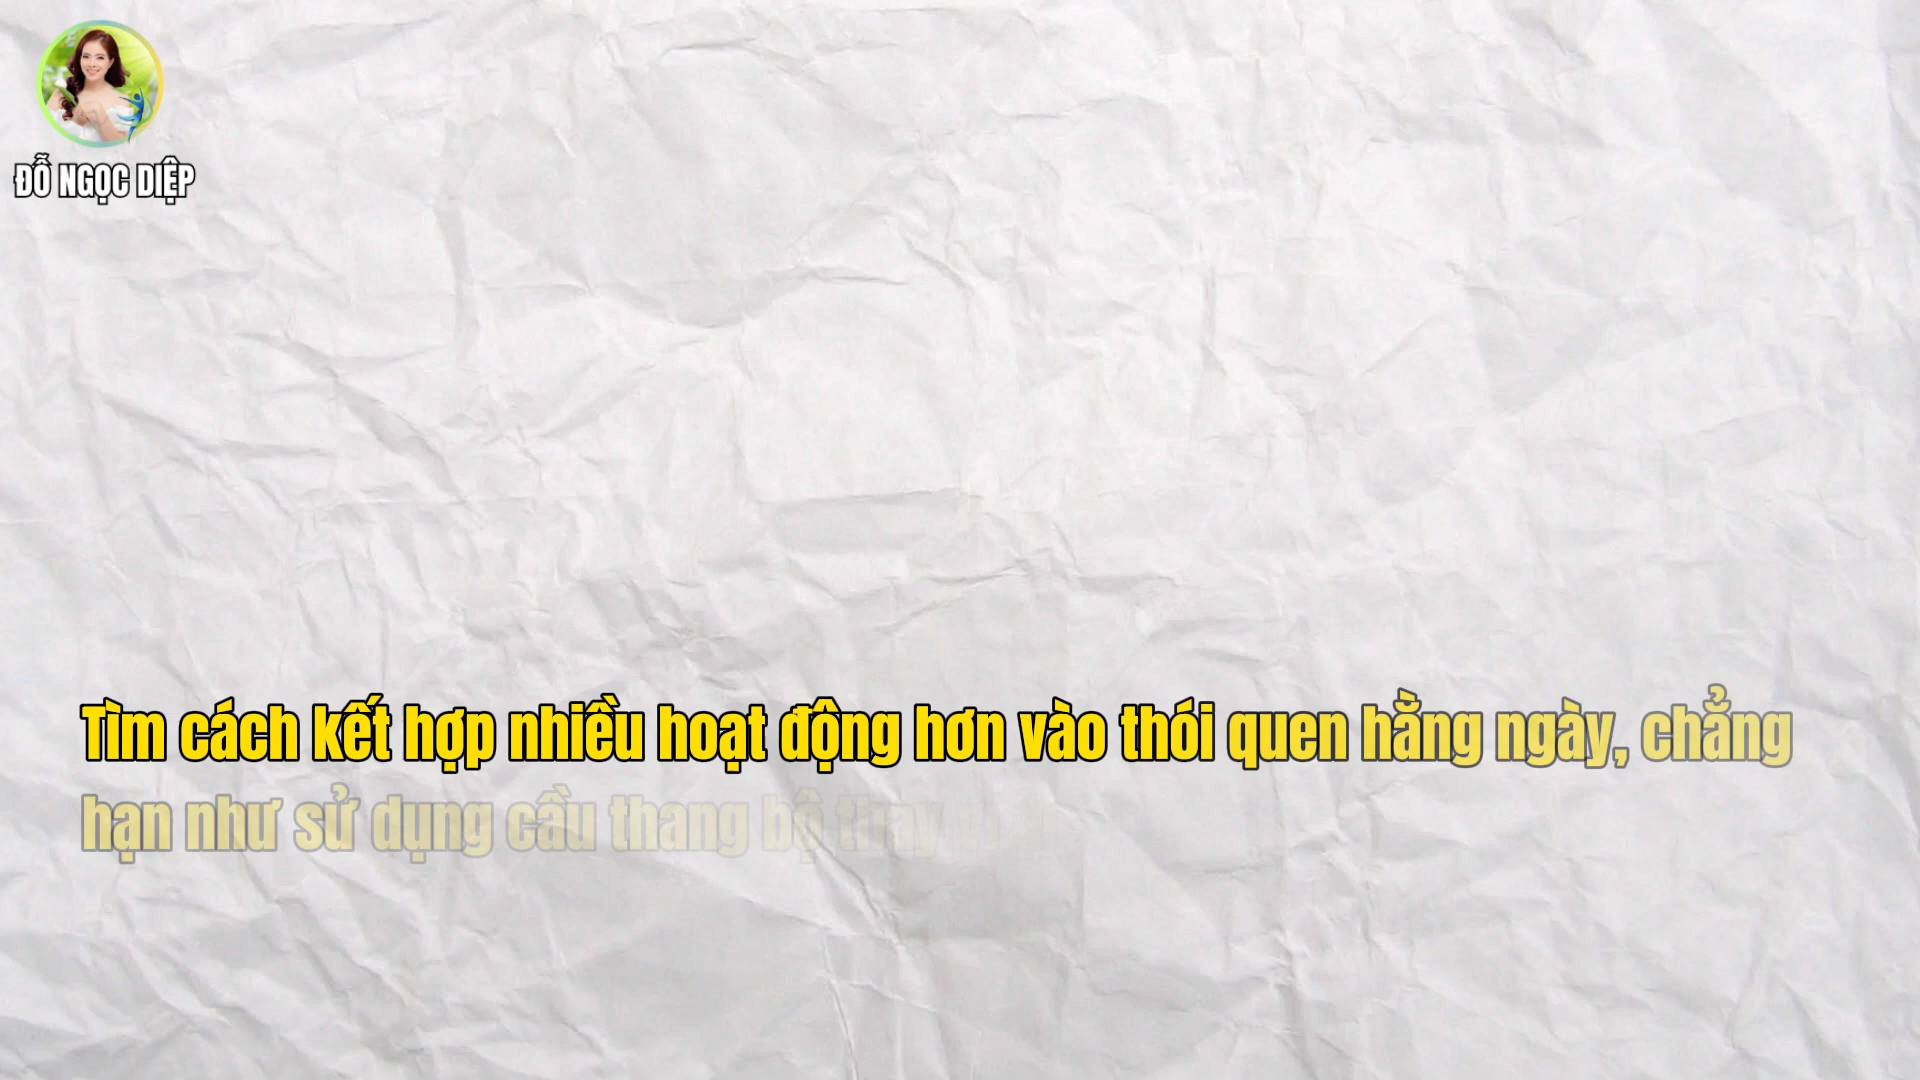 ĐỖ NGỌC DIỆP
Tìm cách kết hợp nhiều hoạt động hơn vào thói quen hằng ngày, chẳng
hạn như sử dụng cầu thang bộ thay